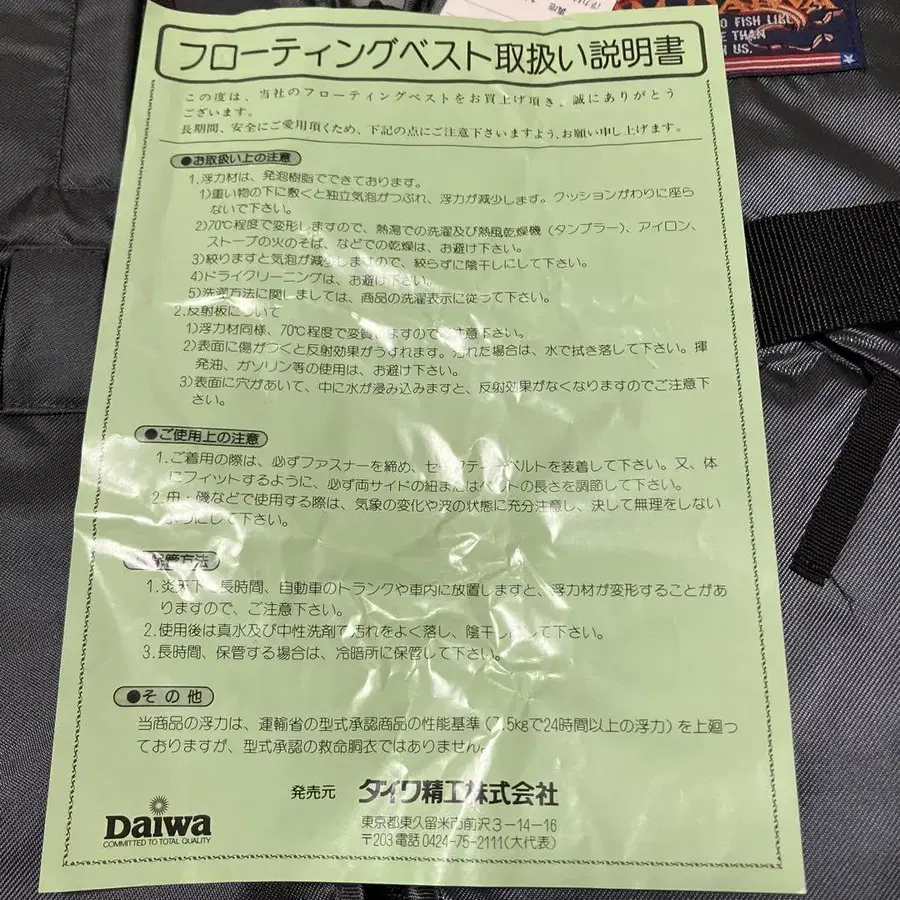 FISH LIKE
THAN
US.
フローティングベスト取扱い説明書
この度は、当社のフローティングベストをお買上げ頂き、誠にありがとう
ございます。
長期間、安全にご愛用頂くため、下記の点にご注意下さいますよう、お願い申し上げます。
●お取扱い上の注意
1.浮力材は、発泡樹脂でできております。
1)重い物の下に敷くと独立気泡がつぶれ、浮力が減少します。クッションがわりに座ら
ないで下さい。
2)70℃程度で変形しますので、熱湯での洗濯及び熱風乾燥機(タンブラー)、アイロン、
ストーブの火のそば、などでの乾燥は、お避け下さい。
3)絞りますと気泡が減少しますので、絞らずに陰干しにして下さい。
4)ドライクリーニングは、お避け下さい。
5)洗濯方法に関しましては、商品の洗濯表示に従って下さい。
2.反射板について
1)浮力材同様、70℃程度で変質しますのでご注意下さい。
2)表面に傷がつくと反射効果がうすれます。汚れた場合は、水で拭き落して下さい。揮
発油、ガソリン等の使用は、お避け下さい。
3)表面に穴があいて、中に水が浸み込みますと、反射効果がなくなりますのでご注意下
さい。
●ご使用上の注意
1.ご着用の際は、必ずファスナーを締め、セーフティーベルトを装着して下さい。又、体
にフィットするように、必ず両サイドの紐またはベルトの長さを調節して下さい。
2.舟・磯などで使用する際は、気象の変化や波の状態に充分注意し、決して無理をしない
ようにして下さい。
保管方法
1.炎天下、長時間、自動車のトランクや車内に放置しますと、浮力材が変形することがあ
りますので、ご注意下さい。
2.使用後は真水及び中性洗剤で汚れをよく落し、陰干しにして下さい。
3.長時間、保管する場合は、冷暗所に保管して下さい。
●その他
当商品の浮力は、運輸省の型式承認商品の性能基準(7.5kgで24時間以上の浮力)を上廻っ
ておりますが、型式承認の救命胴衣ではありません。
発売元 ダイワ精工株式会社
東京都東久留米市前沢3-14-16
〒203 電話 0424-75-2111(大代表)
Daiwa
COMMITTED TO TOTAL QUALITY